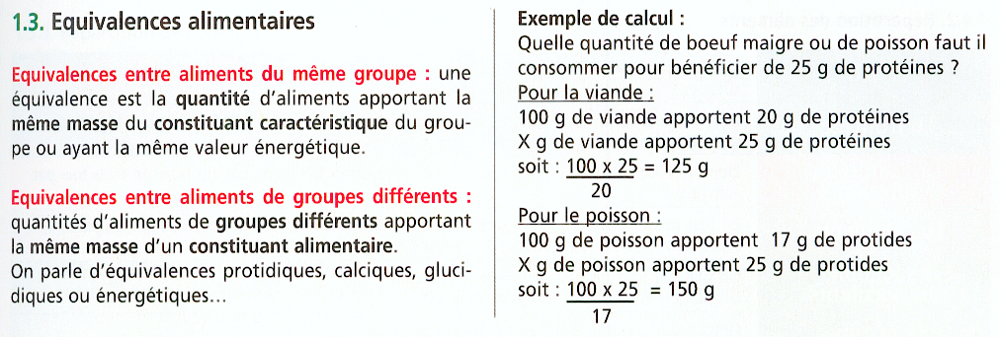 1.3. Equivalences alimentaires
Equivalences entre aliments du même groupe : une
équivalence est la quantité d'aliments apportant la
même masse du constituant caractéristique du grou-
pe ou ayant la même valeur énergétique.
Equivalences entre aliments de groupes différents :
quantités d'aliments de groupes différents apportant
la même masse d'un constituant alimentaire.
On parle d'équivalences protidiques, calciques, gluci-
diques ou énergétiques...
Exemple de calcul :
Quelle quantité de boeuf maigre ou de poisson faut il
consommer pour bénéficier de 25 g de protéines ?
Pour la viande :
100 g de viande apportent 20 g de protéines
X g de viande apportent 25 g de protéines
soit : 100 x 25 = 125 g
20
Pour le poisson :
100 g de poisson apportent 17 g de protides
X g de poisson apportent 25 g de protides
soit : 100 x 25 = 150 g
17